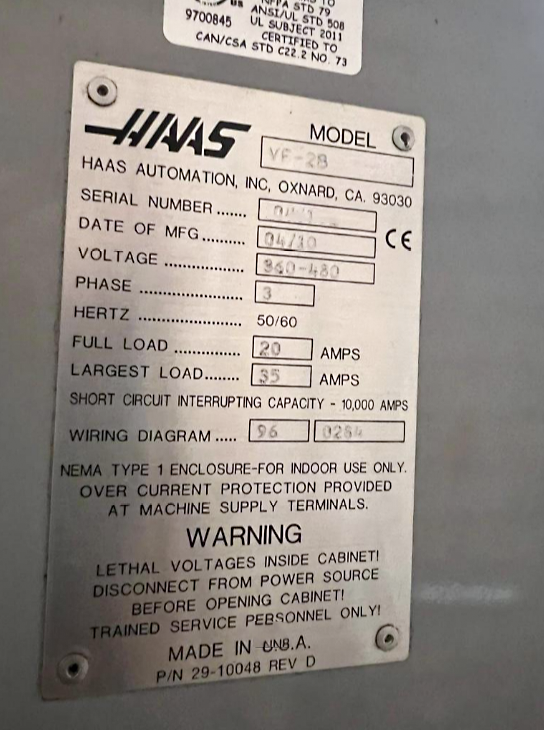 NFPA STD 79
ANSI/UL STD 508
9700845 UL SUBJECT 2011
CERTIFIED TO
CAN/CSA STD C22.2 NO. 73
HAAS MODEL VF-2B
HAAS AUTOMATION, INC, OXNARD, CA. 93030
SERIAL NUMBER .......
DATE OF MFG.......... 04/10 CE
VOLTAGE ................. 360-480
PHASE ...................... 3
HERTZ ...................... 50/60
FULL LOAD .............. 20 AMPS
LARGEST LOAD....... 35 AMPS
SHORT CIRCUIT INTERRUPTING CAPACITY - 10,000 AMPS
WIRING DIAGRAM ..... 96 0284
NEMA TYPE 1 ENCLOSURE-FOR INDOOR USE ONLY.
OVER CURRENT PROTECTION PROVIDED
AT MACHINE SUPPLY TERMINALS.
WARNING
LETHAL VOLTAGES INSIDE CABINET!
DISCONNECT FROM POWER SOURCE
BEFORE OPENING CABINET!
TRAINED SERVICE PERSONNEL ONLY!
MADE IN U.S.A.
P/N 29-10048 REV D